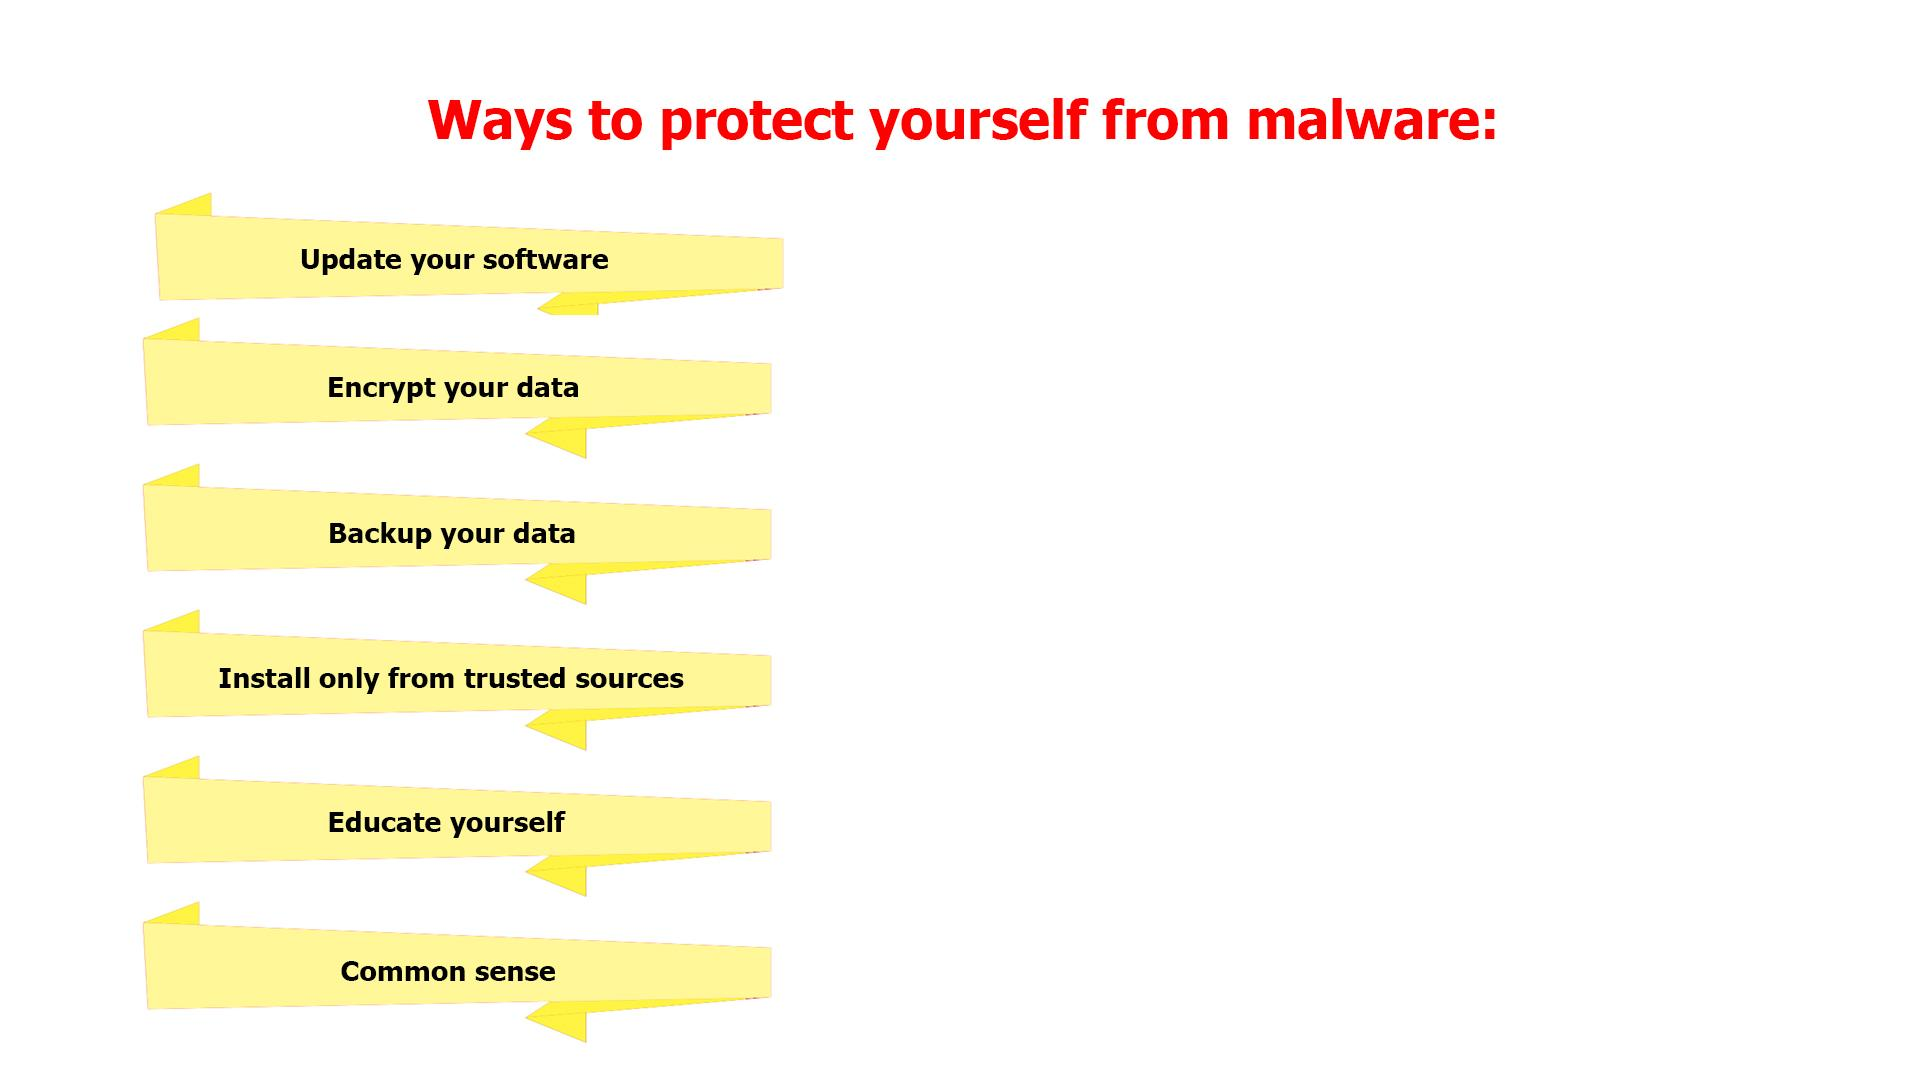 Ways to protect yourself from malware:
Update your software
Encrypt your data
Backup your data
Install only from trusted sources
Educate yourself
Common sense